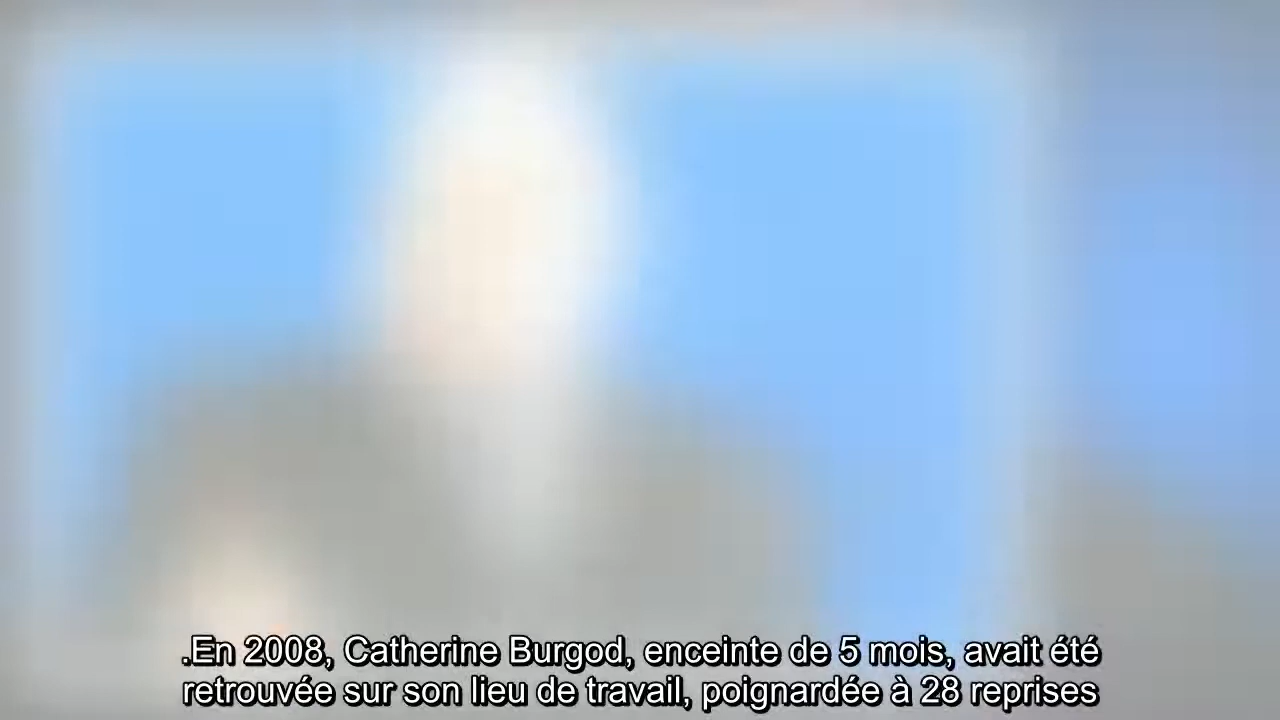 .En 2008, Catherine Burgod, enceinte de 5 mois, avait été
retrouvée sur son lieu de travail, poignardée à 28 reprises